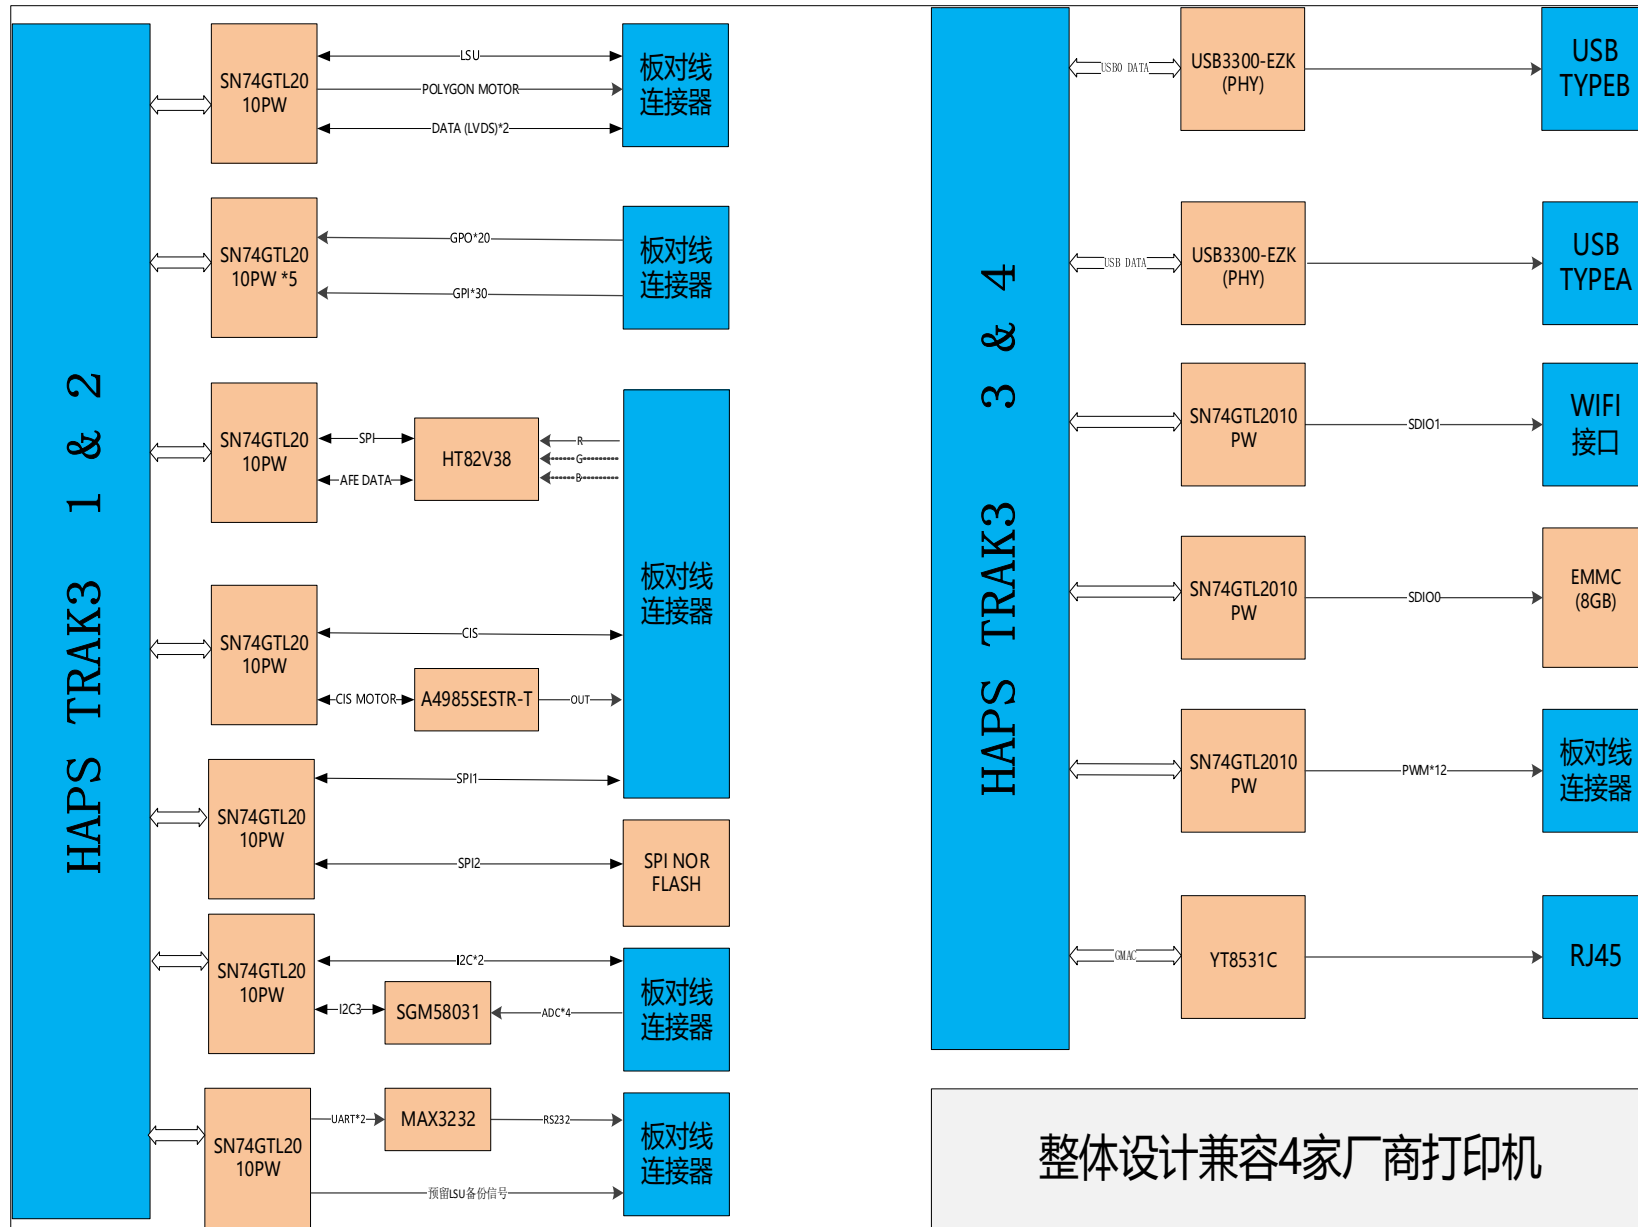 HAPS TRAK3 1 & 2
SN74GTL20
10PW
LSU
POLYGON MOTOR
DATA (LVDS)*2
板对线
连接器
SN74GTL20
10PW *5
GPO*20
GPI*30
板对线
连接器
SN74GTL20
10PW
SPI
AFE DATA
HT82V38
R
G
B
板对线
连接器
SN74GTL20
10PW
CIS
CIS MOTOR
A4985SESTR-T
OUT
SN74GTL20
10PW
SPI1
SPI2
SPI NOR
FLASH
SN74GTL20
10PW
I2C*2
I2C3
SGM58031
ADC*4
板对线
连接器
SN74GTL20
10PW
UART*2
MAX3232
RS232
预留LSU备份信号
板对线
连接器
HAPS TRAK3 3 & 4
USB0 DATA
USB3300-EZK
(PHY)
USB
TYPEB
USB DATA
USB3300-EZK
(PHY)
USB
TYPEA
SN74GTL2010
PW
SDIO1
WIFI
接口
SN74GTL2010
PW
SDIO0
EMMC
(8GB)
SN74GTL2010
PW
PWM*12
板对线
连接器
GMAC
YT8531C
RJ45
整体设计兼容4家厂商打印机